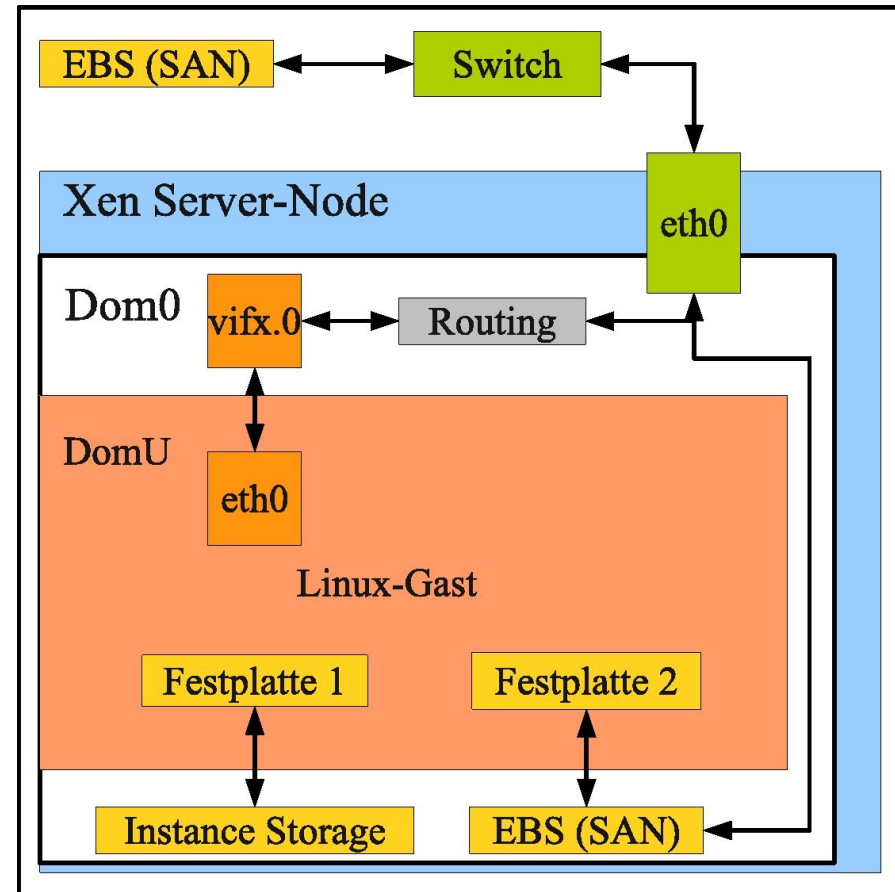 EBS (SAN)
Switch
Xen Server-Node
eth0
Dom0
vifx.0
Routing
DomU
eth0
Linux-Gast
Festplatte 1
Festplatte 2
Instance Storage
EBS (SAN)